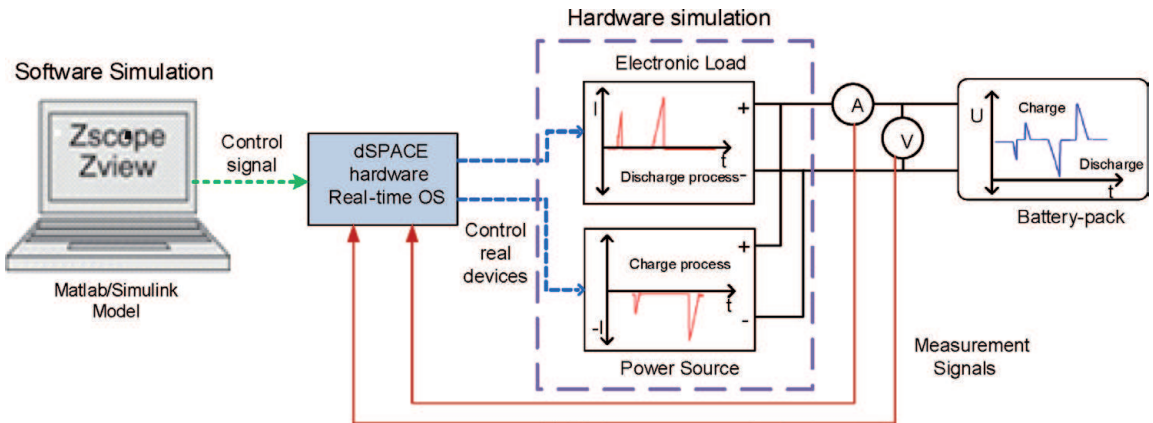 Hardware simulation
Software Simulation
Zscope
Zview
Matlab/Simulink
Model
Control
signal
dSPACE
hardware
Real-time OS
Control
real
devices
Electronic Load
I
+
t
Discharge process-
Charge process
+
t
-I
-
Power Source
A
V
U
Charge
Discharge
t
Battery-pack
Measurement
Signals